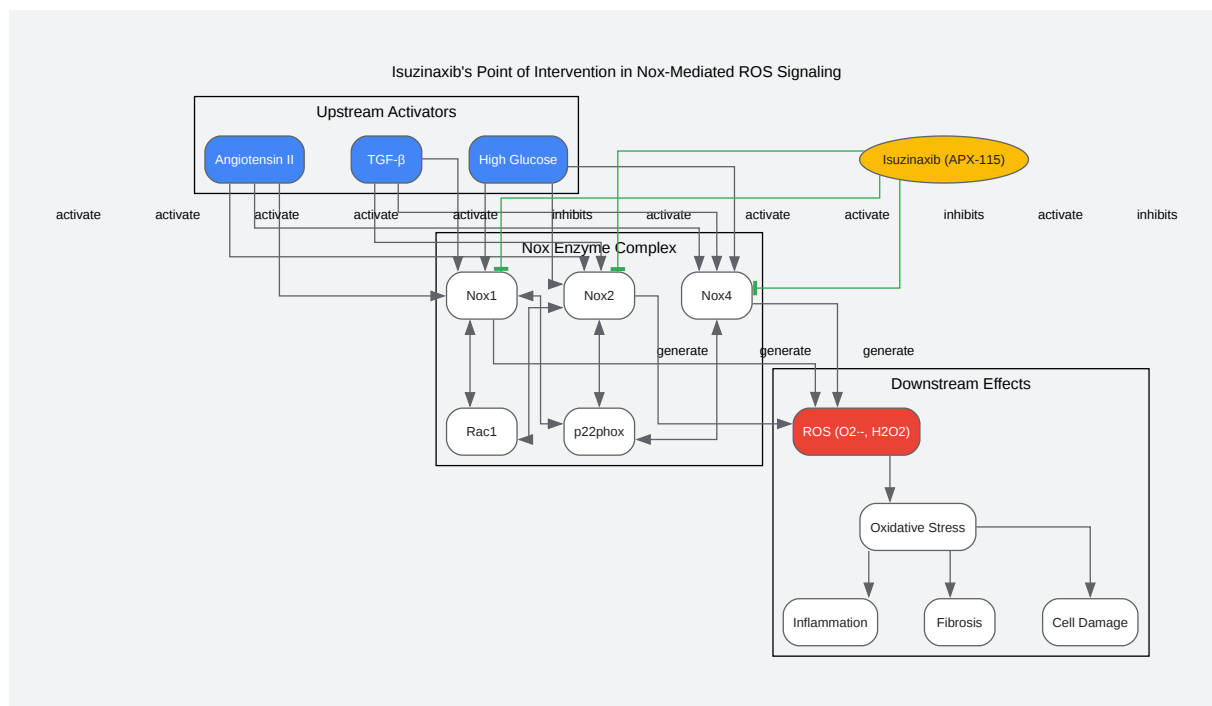 Isuzinaxib's Point of Intervention in Nox-Mediated ROS Signaling
Upstream Activators
Angiotensin II
TGF-β
High Glucose
Isuzinaxib (APX-115)
activate
activate
activate
activate
activate
inhibits
activate
activate
activate
inhibits
activate
inhibits
Nox Enzyme Complex
Nox1
Nox2
Nox4
generate
generate
generate
Rac1
p22phox
Downstream Effects
ROS (O2--, H2O2)
Oxidative Stress
Inflammation
Fibrosis
Cell Damage